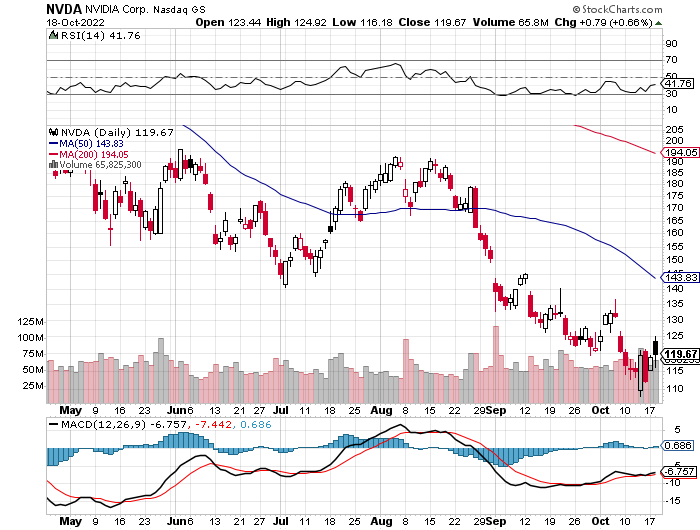 NVDA NVIDIA Corp. Nasdaq GS © StockCharts.com
18-Oct-2022 Open 123.44 High 124.92 Low 116.18 Close 119.67 Volume 65.8M Chg +0.79 (+0.66%)
RSI(14) 41.76
90
70
50
41.76
30
10
NVDA (Daily) 119.67
MA(50) 143.83
MA(200) 194.05
Volume 65,825,300
205
200
194.05
190
185
180
175
170
165
160
155
150
143.83
140
135
130
125
119.67
115
110
125M
100M
75M
50M
25M
May 9 16 23 Jun 6 13 21 27 Jul 11 18 25 Aug 8 15 22 29 Sep 12 19 26 Oct 10 17
MACD(12,26,9) -6.757, -7.442, 0.686
5
0.686
-5
-6.757
-10
-15
May 9 16 23 Jun 13 21 27 Jul 11 18 25 Aug 8 15 22 29 Sep 12 19 26 Oct 10 17